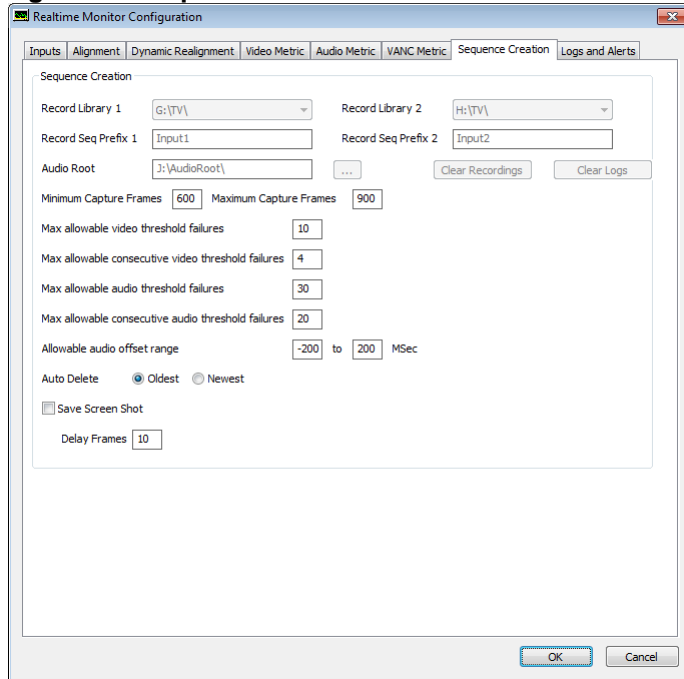 Realtime Monitor Configuration
Inputs Alignment Dynamic Realignment Video Metric Audio Metric VANC Metric Sequence Creation Logs and Alerts
Sequence Creation
Record Library 1 G:\TV\ Record Library 2 H:\TV\
Record Seq Prefix 1 Input1 Record Seq Prefix 2 Input2
Audio Root J:\AudioRoot\ ... Clear Recordings Clear Logs
Minimum Capture Frames 600 Maximum Capture Frames 900
Max allowable video threshold failures 10
Max allowable consecutive video threshold failures 4
Max allowable audio threshold failures 30
Max allowable consecutive audio threshold failures 20
Allowable audio offset range -200 to 200 MSec
Auto Delete Oldest Newest
Save Screen Shot
Delay Frames 10
OK Cancel